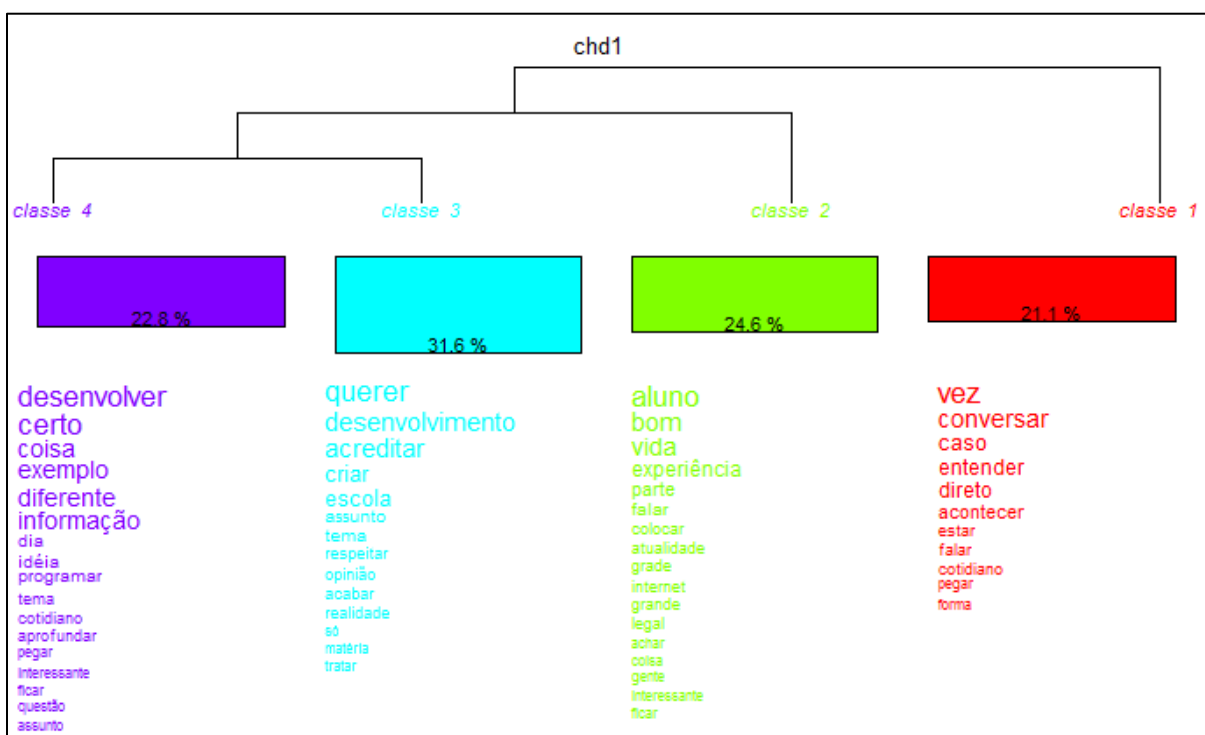 chd1
classe 4
classe 3
classe 2
classe 1
22.8 %
31.6 %
24.6 %
21.1 %
desenvolver
certo
coisa
exemplo
diferente
informação
dia
idéia
programar
tema
cotidiano
aprofundar
pegar
interessante
ficar
questão
assunto
querer
desenvolvimento
acreditar
criar
escola
assunto
tema
respeitar
opinião
acabar
realidade
só
matéria
tratar
aluno
bom
vida
experiência
parte
falar
colocar
atualidade
grade
internet
grande
legal
achar
coisa
gente
interessante
ficar
vez
conversar
caso
entender
direto
acontecer
estar
falar
cotidiano
pegar
forma